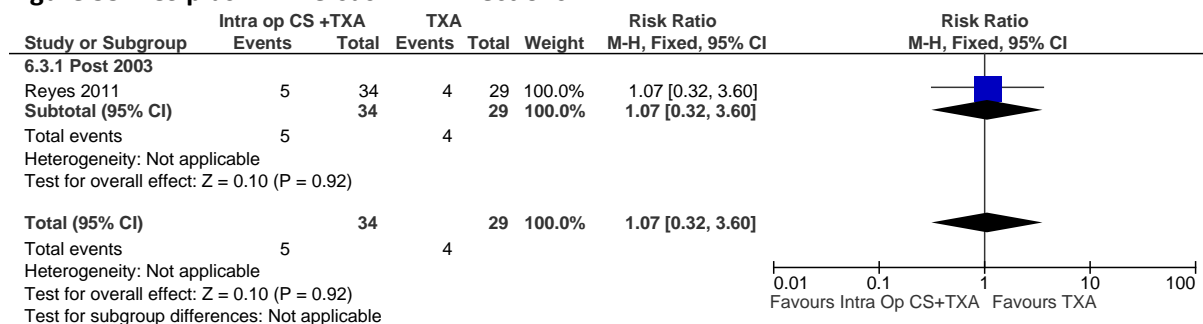 Intra op CS +TXA TXA Risk Ratio Risk Ratio
Study or Subgroup Events Total Events Total Weight M-H, Fixed, 95% CI M-H, Fixed, 95% CI
6.3.1 Post 2003
Reyes 2011 5 34 4 29 100.0% 1.07 [0.32, 3.60]
Subtotal (95% CI) 34 29 100.0% 1.07 [0.32, 3.60]
Total events 5 4
Heterogeneity: Not applicable
Test for overall effect: Z = 0.10 (P = 0.92)
Total (95% CI) 34 29 100.0% 1.07 [0.32, 3.60]
Total events 5 4
Heterogeneity: Not applicable
Test for overall effect: Z = 0.10 (P = 0.92)
Test for subgroup differences: Not applicable
0.01 0.1 1 10 100
Favours Intra Op CS+TXA Favours TXA